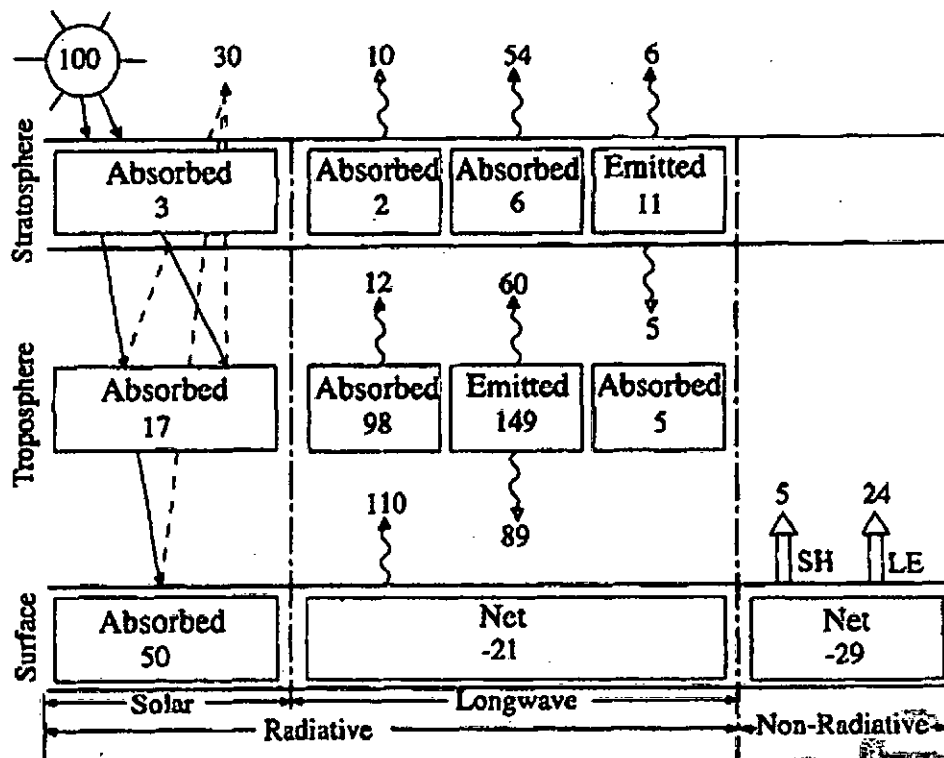 100
30
10
54
6
Stratosphere
Absorbed
3
Absorbed
2
Absorbed
6
Emitted
11
12
60
5
Troposphere
Absorbed
17
Absorbed
98
Emitted
149
Absorbed
5
110
89
5
SH
24
LE
Surface
Absorbed
50
Net
-21
Net
-29
Solar
Longwave
Radiative
Non-Radiative